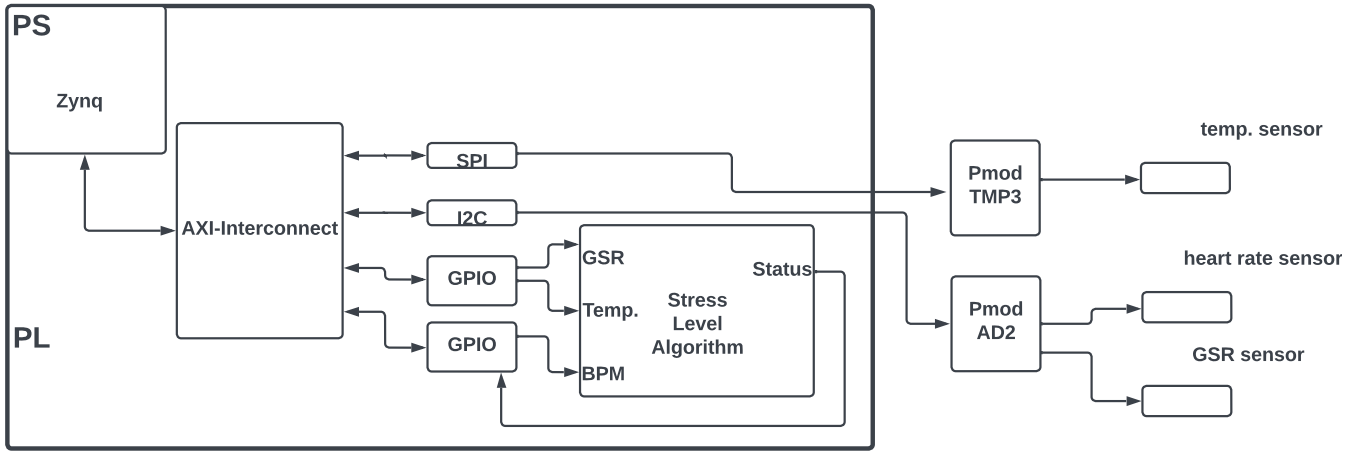 PS
Zynq
PL
AXI-Interconnect
SPI
I2C
GPIO
GPIO
GSR
Temp.
BPM
Status
Stress
Level
Algorithm
Pmod
TMP3
Pmod
AD2
temp. sensor
heart rate sensor
GSR sensor